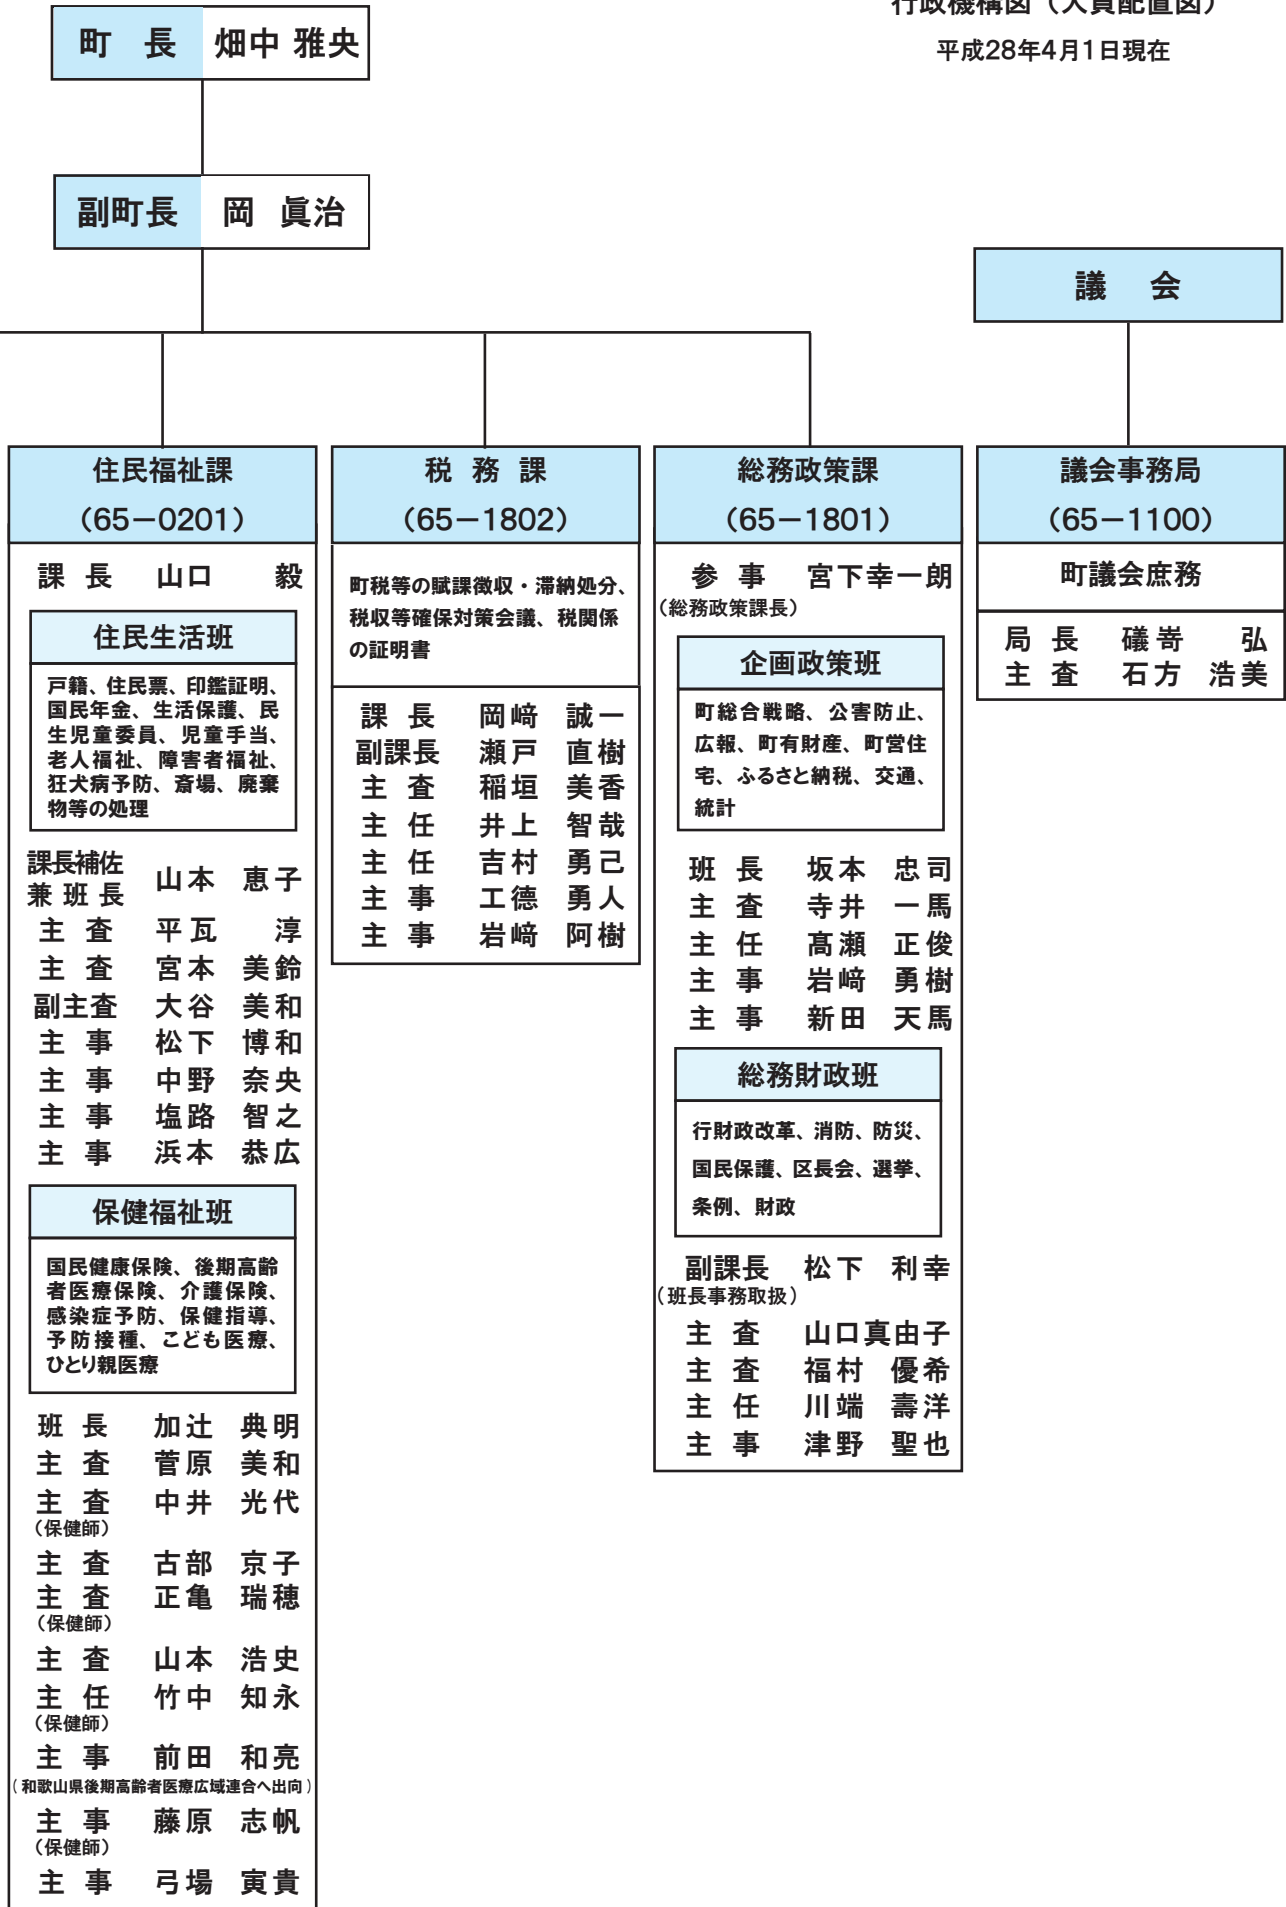 行政機構図（人員配置図）
平成28年4月1日現在
町 長 畑中 雅央
副町長 岡 眞治
議 会
住民福祉課
（65－0201）
課 長 山口 毅
住民生活班
戸籍、住民票、印鑑証明、
国民年金、生活保護、民
生児童委員、児童手当、
老人福祉、障害者福祉、
狂犬病予防、斎場、廃棄
物等の処理
課長補佐
兼 班 長 山本 恵子
主 査 平瓦 淳
主 査 宮本 美鈴
副主査 大谷 美和
主 事 松下 博和
主 事 中野 奈央
主 事 塩路 智之
主 事 浜本 恭広
保健福祉班
国民健康保険、後期高齢
者医療保険、介護保険、
感染症予防、保健指導、
予防接種、こども医療、
ひとり親医療
班 長 加辻 典明
主 査 菅原 美和
主 査 中井 光代
（保健師）
主 査 古部 京子
主 査 正亀 瑞穂
（保健師）
主 査 山本 浩史
主 任 竹中 知永
（保健師）
主 事 前田 和亮
（和歌山県後期高齢者医療広域連合へ出向）
主 事 藤原 志帆
（保健師）
主 事 弓場 寅貴
税 務 課
（65－1802）
町税等の賦課徴収・滞納処分、
税収等確保対策会議、税関係
の証明書
課 長 岡﨑 誠一
副課長 瀬戸 直樹
主 査 稲垣 美香
主 任 井上 智哉
主 任 吉村 勇己
主 事 工德 勇人
主 事 岩﨑 阿樹
総務政策課
（65－1801）
参 事 宮下幸一朗
（総務政策課長）
企画政策班
町総合戦略、公害防止、
広報、町有財産、町営住
宅、ふるさと納税、交通、
統計
班 長 坂本 忠司
主 査 寺井 一馬
主 任 髙瀬 正俊
主 事 岩﨑 勇樹
主 事 新田 天馬
総務財政班
行財政改革、消防、防災、
国民保護、区長会、選挙、
条例、財政
副課長 松下 利幸
（班長事務取扱）
主 査 山口真由子
主 査 福村 優希
主 任 川端 壽洋
主 事 津野 聖也
議会事務局
（65－1100）
町議会庶務
局 長 礒嵜 弘
主 査 石方 浩美